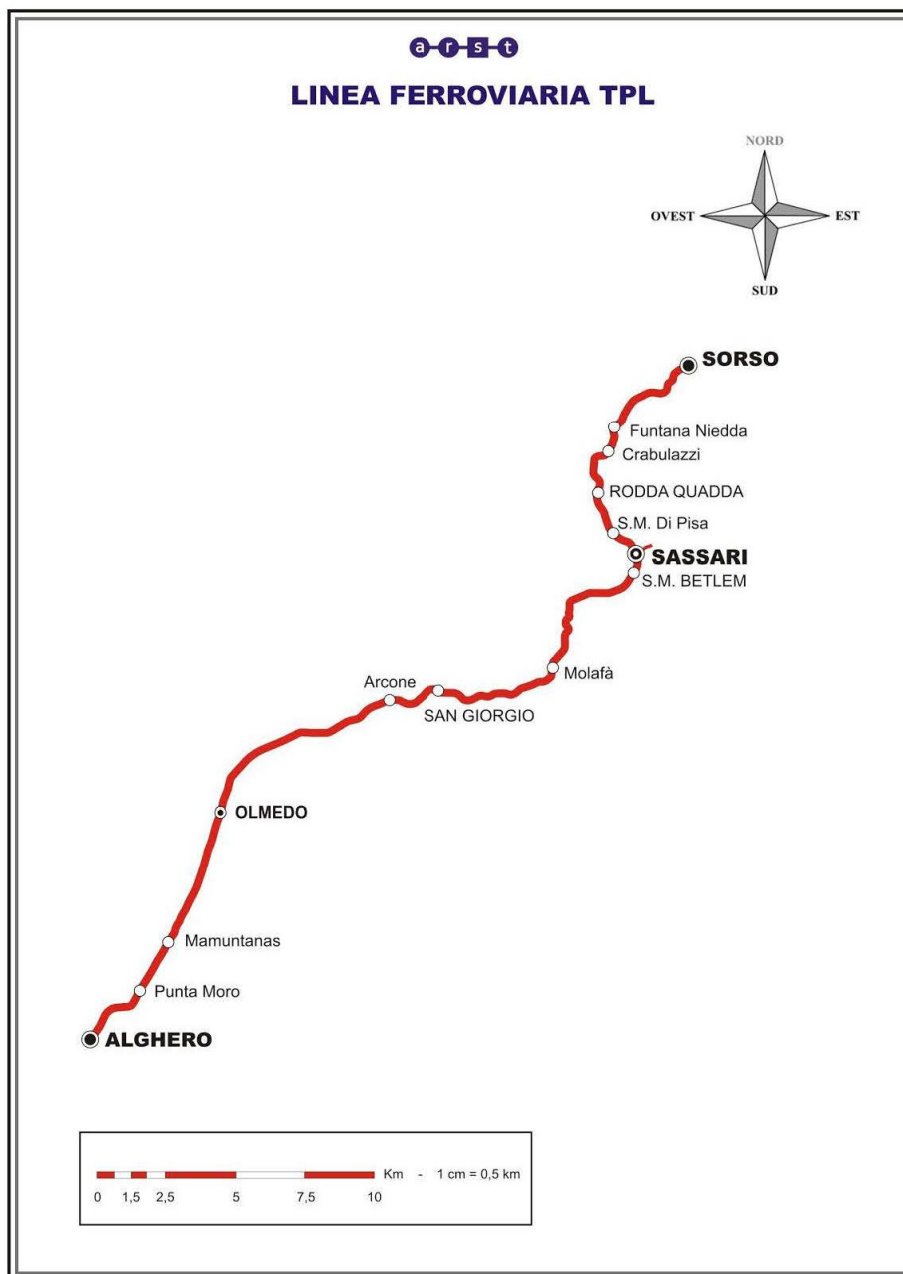 arst
LINEA FERROVIARIA TPL
NORD
OVEST
EST
SUD
SORSO
Funtana Niedda
Crabulazzi
RODDA QUADDA
S.M. Di Pisa
SASSARI
S.M. BETLEM
Molafà
Arcone
SAN GIORGIO
OLMEDO
Mamuntanas
Punta Moro
ALGHERO
Km - 1 cm = 0,5 km
0 1,5 2,5 5 7,5 10